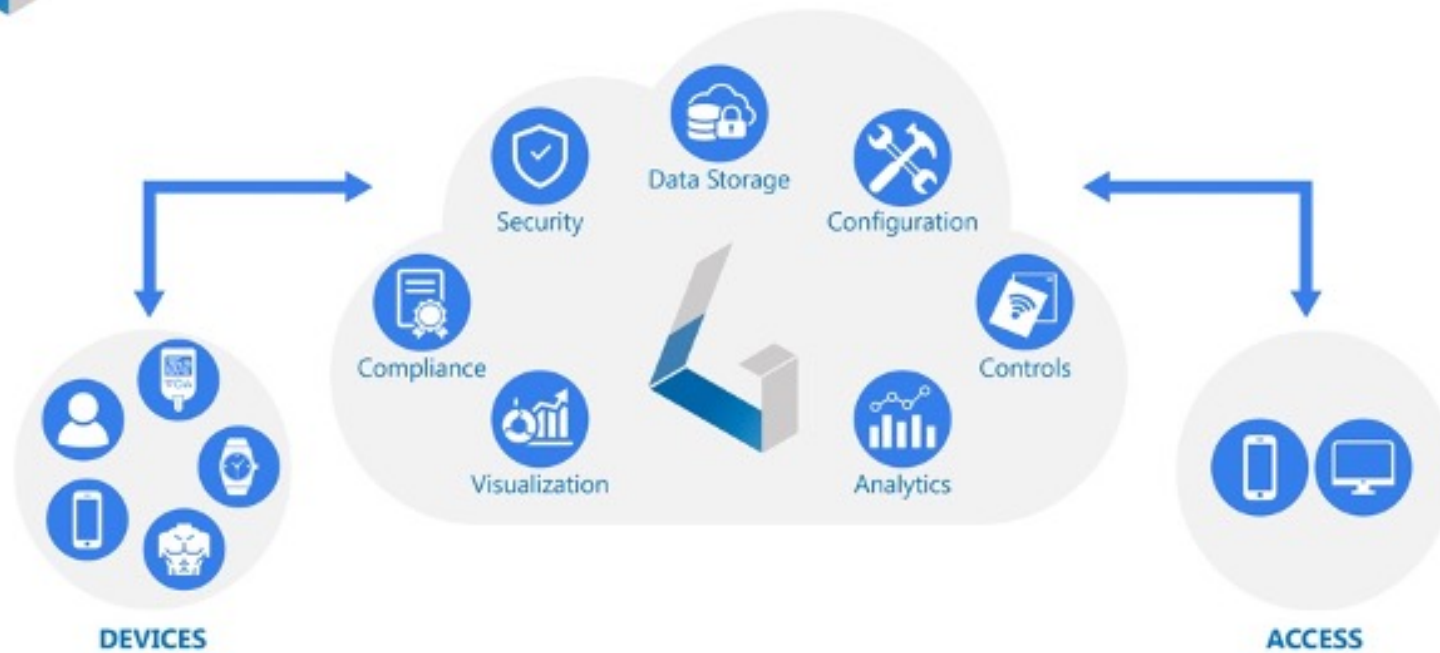 Data Storage
Security
Configuration
Compliance
Controls
Visualization
Analytics
DEVICES
ACCESS